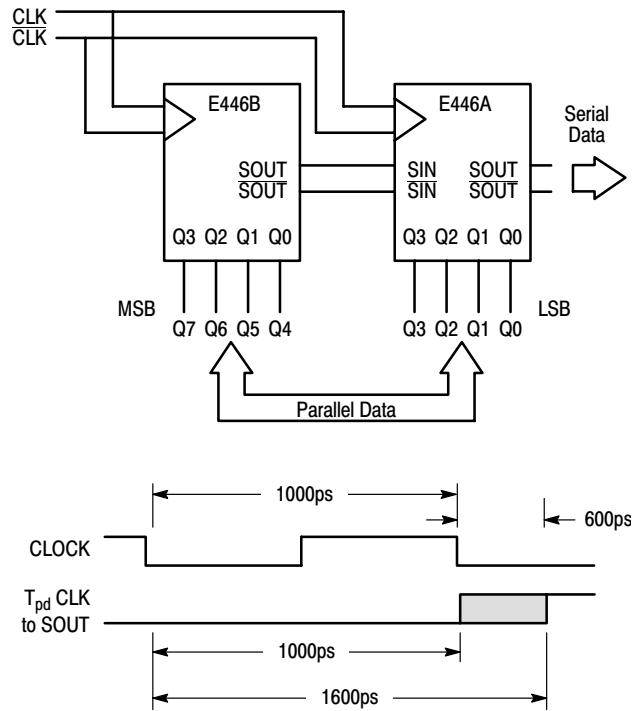 CLK
CLK
E446B
E446A
Serial
Data
SOUT
SOUT
SIN
SIN
SOUT
SOUT
Q3 Q2 Q1 Q0
Q3 Q2 Q1 Q0
MSB
LSB
Q7 Q6 Q5 Q4
Q3 Q2 Q1 Q0
Parallel Data
1000ps
600ps
CLOCK
Tpd CLK
to SOUT
1000ps
1600ps